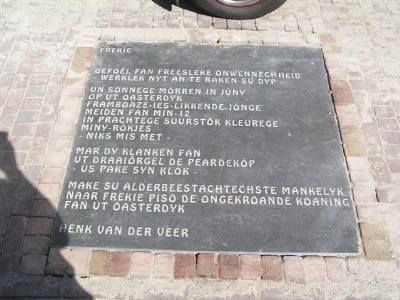 FREKIE
GEFOËL FAN FREESLEKE ONWENNECHHEID
- WERKLEK NYT AN TE RAKEN SU DYP -
UN SONNEGE MÒRREN IN JÚNY
OP UT OASTERDYK
FRAMBOAZE-IES-LIKKENDE JONGE
MEIDEN FAN MIN-12
IN PRACHTEGE SUURSTÒK KLEUREGE
MINY-ROKJES
- NIKS MIS MET -
MAR DY KLANKEN FAN
UT DRAAIÒRGEL DE PEARDEKÒP
- US PAKE SYN KLOK -
MAKE SU ALDERBEESTACHTECHSTE MANKELYK
NAAR FREKIE PISO DE ONGEKROANDE KOANING
FAN UT OASTERDYK
HENK VAN DER VEER